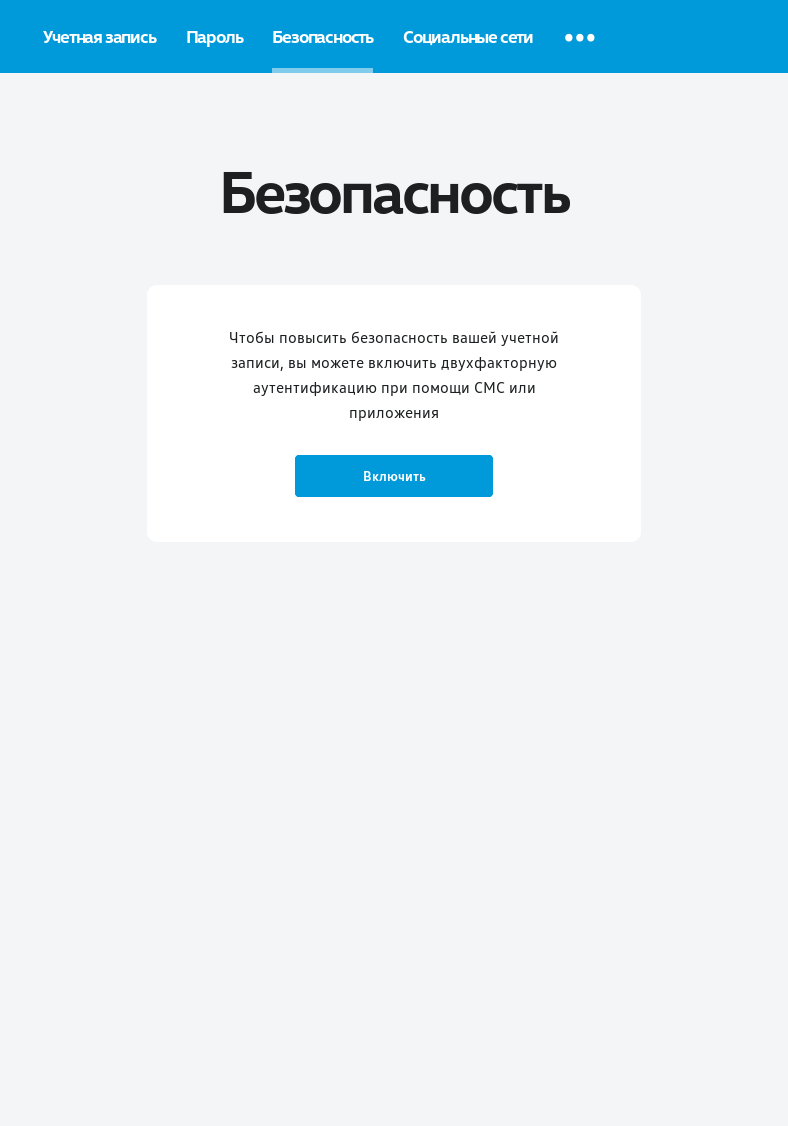 Учетная запись Пароль Безопасность Социальные сети
Безопасность
Чтобы повысить безопасность вашей учетной
записи, вы можете включить двухфакторную
аутентификацию при помощи СМС или
приложения
Включить